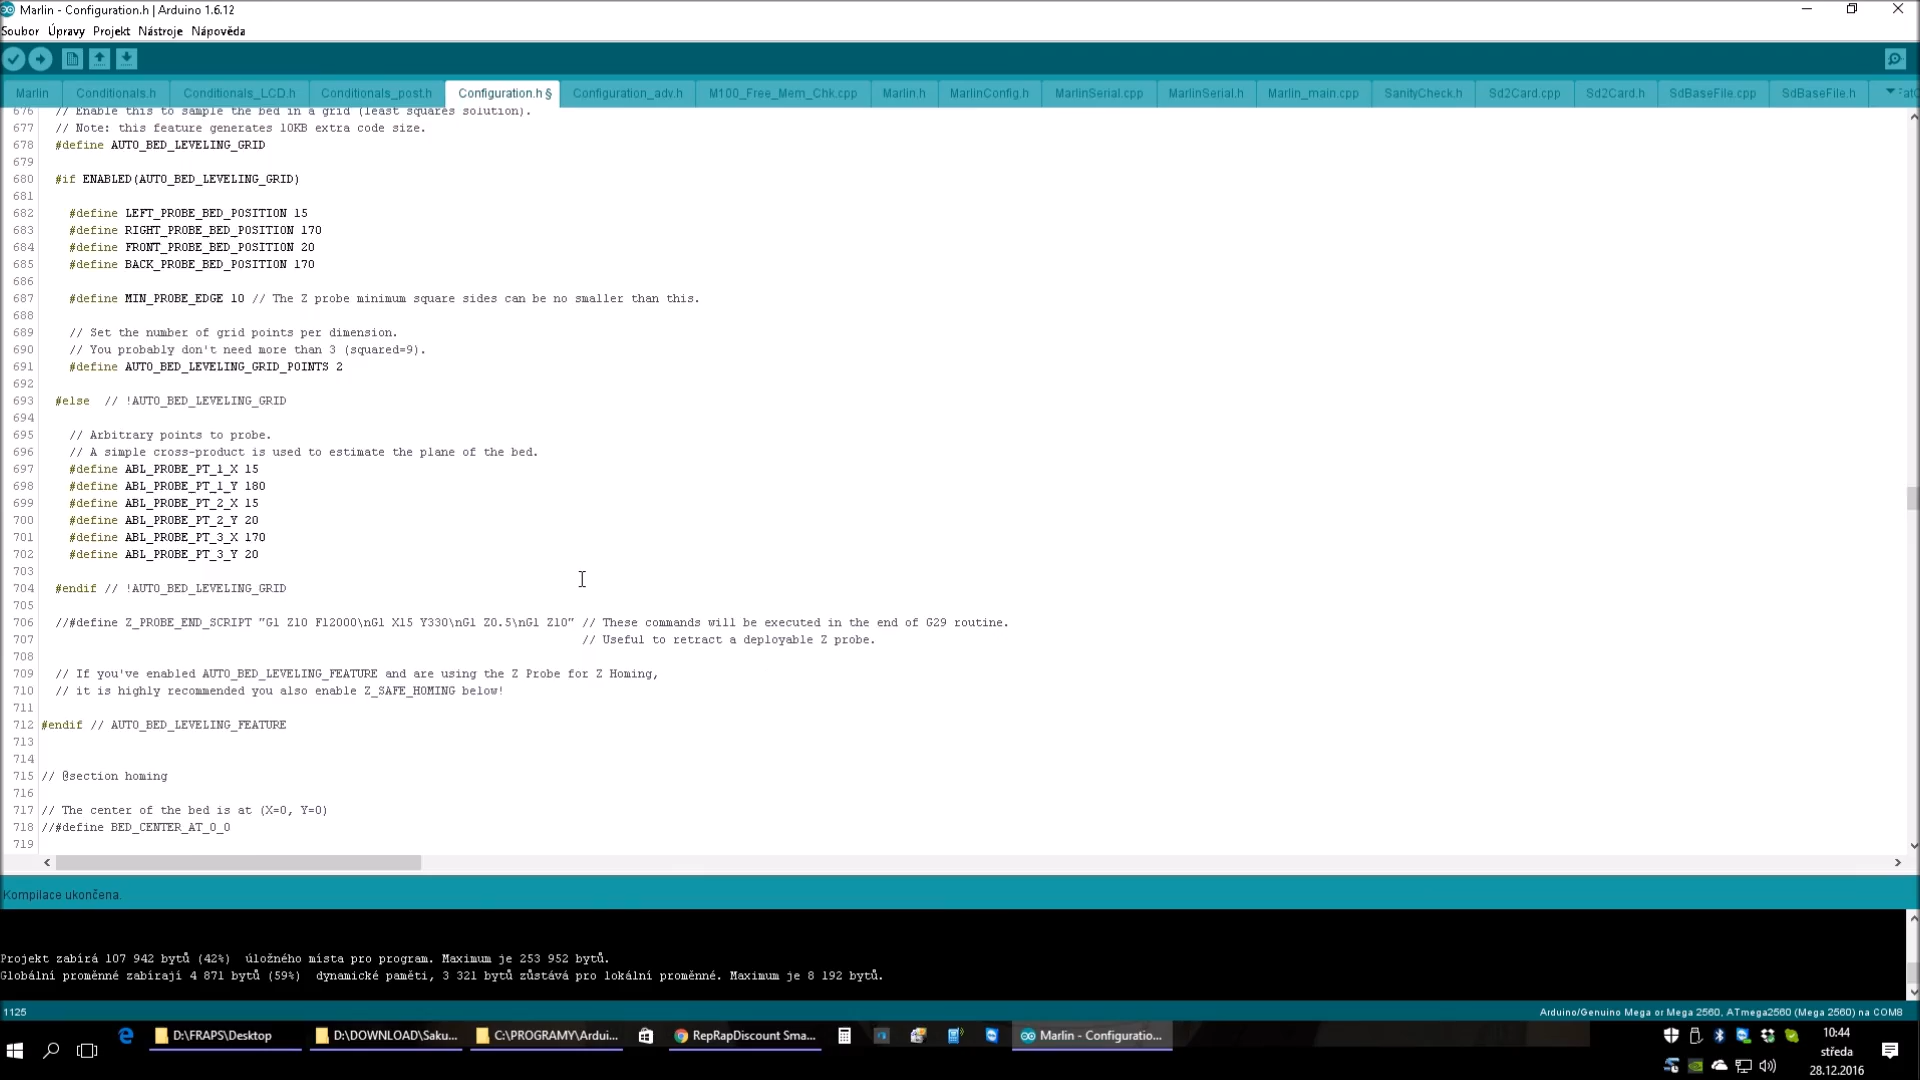 Marlin - Configuration.h | Arduino 1.6.12
Soubor Úpravy Projekt Nástroje Nápověda
Marlin Conditionals.h Conditionals_LCD.h Conditionals_post.h Configuration.h § Configuration_adv.h M100_Free_Mem_Chk.cpp Marlin.h MarlinConfig.h MarlinSerial.cpp MarlinSerial.h Marlin_main.cpp SanityCheck.h Sd2Card.cpp Sd2Card.h SdBaseFile.cpp SdBaseFile.h
676 // Enable this to sample the bed in a grid (least squares solution).
677 // Note: this feature generates 10KB extra code size.
678 #define AUTO_BED_LEVELING_GRID
679
680 #if ENABLED(AUTO_BED_LEVELING_GRID)
681
682 #define LEFT_PROBE_BED_POSITION 15
683 #define RIGHT_PROBE_BED_POSITION 170
684 #define FRONT_PROBE_BED_POSITION 20
685 #define BACK_PROBE_BED_POSITION 170
686
687 #define MIN_PROBE_EDGE 10 // The Z probe minimum square sides can be no smaller than this.
688
689 // Set the number of grid points per dimension.
690 // You probably don't need more than 3 (squared=9).
691 #define AUTO_BED_LEVELING_GRID_POINTS 2
692
693 #else // !AUTO_BED_LEVELING_GRID
694
695 // Arbitrary points to probe.
696 // A simple cross-product is used to estimate the plane of the bed.
697 #define ABL_PROBE_PT_1_X 15
698 #define ABL_PROBE_PT_1_Y 180
699 #define ABL_PROBE_PT_2_X 15
700 #define ABL_PROBE_PT_2_Y 20
701 #define ABL_PROBE_PT_3_X 170
702 #define ABL_PROBE_PT_3_Y 20
703
704 #endif // !AUTO_BED_LEVELING_GRID
705
706 //#define Z_PROBE_END_SCRIPT "G1 Z10 F12000\nG1 X15 Y330\nG1 Z0.5\nG1 Z10" // These commands will be executed in the end of G29 routine.
707 // Useful to retract a deployable Z probe.
708
709 // If you've enabled AUTO_BED_LEVELING_FEATURE and are using the Z Probe for Z Homing,
710 // it is highly recommended you also enable Z_SAFE_HOMING below!
711
712 #endif // AUTO_BED_LEVELING_FEATURE
713
714
715 // @section homing
716
717 // The center of the bed is at (X=0, Y=0)
718 //#define BED_CENTER_AT_0_0
719
Kompilace ukončena.
Projekt zabírá 107 942 bytů (42%) úložného místa pro program. Maximum je 253 952 bytů.
Globální proměnné zabírají 4 871 bytů (59%) dynamické paměti, 3 321 bytů zůstává pro lokální proměnné. Maximum je 8 192 bytů.
1125 Arduino/Genuino Mega or Mega 2560, ATmega2560 (Mega 2560) na COM8
D:\FRAPS\Desktop D:\DOWNLOAD\Saku... C:\PROGRAMY\Ardui... RepRapDiscount Sma... Marlin - Configuratio...
10:44
středa
28.12.2016